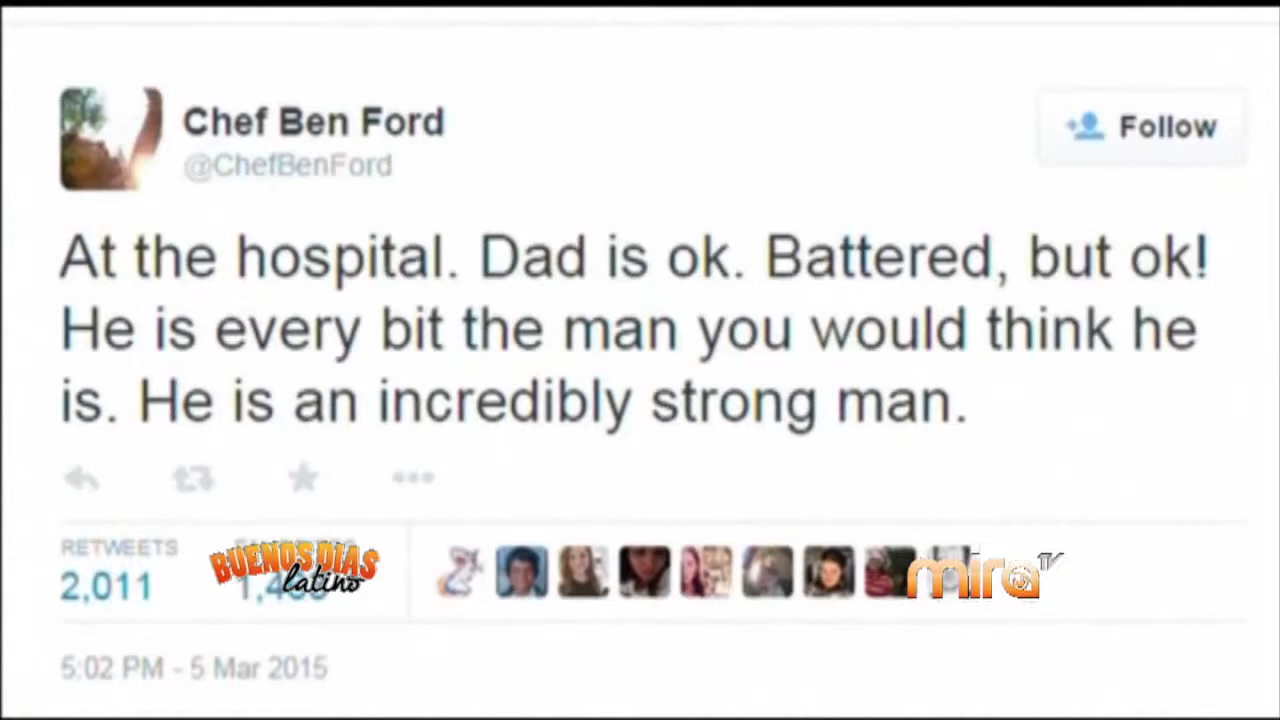 Chef Ben Ford
@ChefBenFord
Follow
At the hospital. Dad is ok. Battered, but ok!
He is every bit the man you would think he
is. He is an incredibly strong man.
RETWEETS
2,011
BUENOS DIAS
latino
mira TV
5:02 PM - 5 Mar 2015